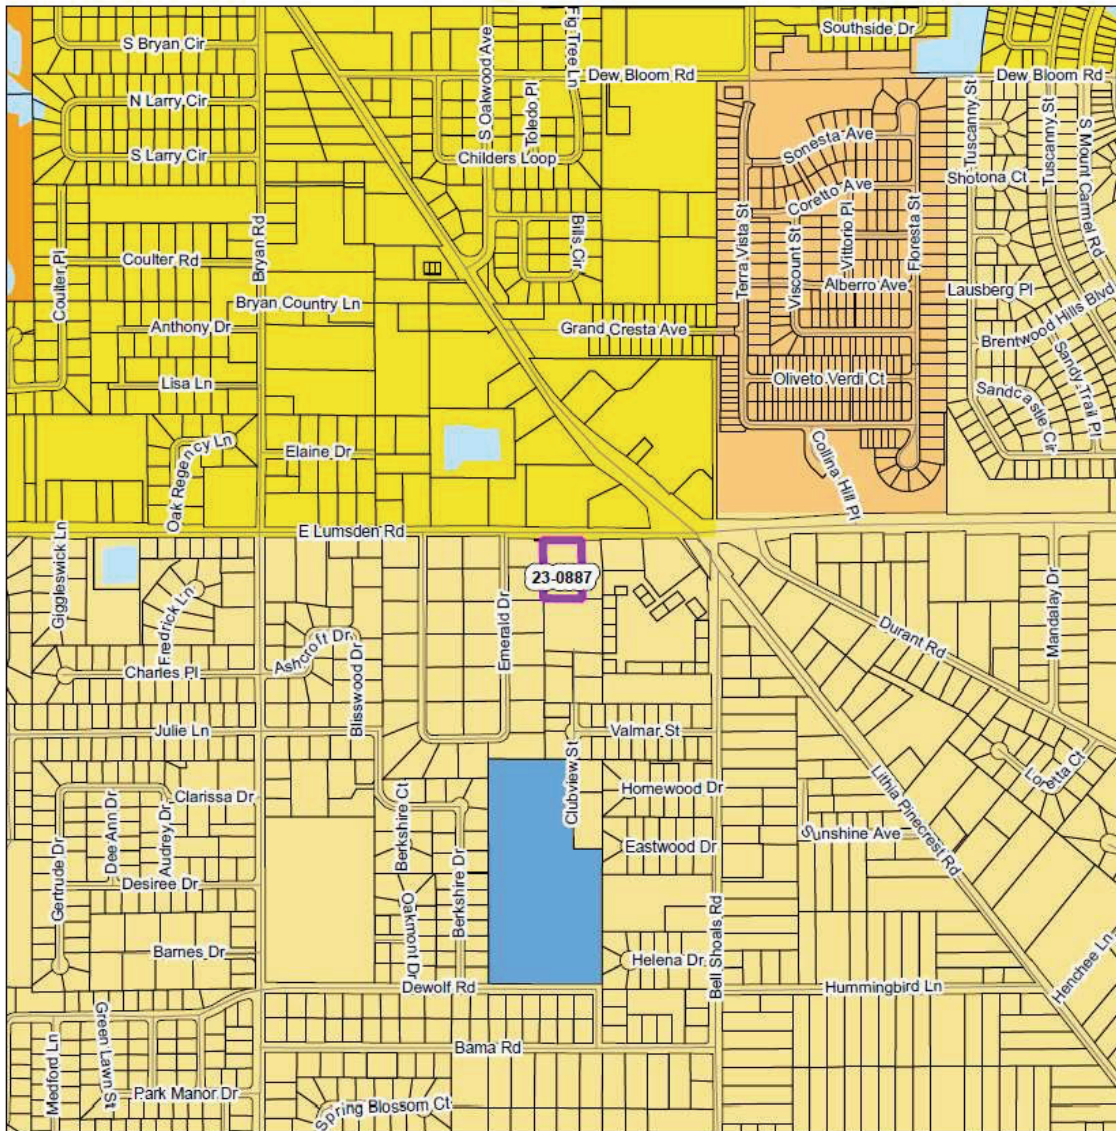 Southside Dr
S Bryan Cir
Fig Tree Ln
S Oakwood Ave
Dew Bloom Rd
Dew Bloom Rd
N Larry Cir
Toledo Pl
S Larry Cir
Childers Loop
Sonesta Ave
Tuscanny St
Tuscanny St
S Mount Carmel Rd
Shotona Ct
Coretto Ave
Bryan Rd
Bills Cir
Terra Vista St
Viscount St
Vittorio Pl
Floresta St
Coulter Pl
Coulter Rd
Alberro Ave
Lausberg Pl
Bryan Country Ln
Brentwood Hills Blvd
Anthony Dr
Grand Cresta Ave
Lisa Ln
Oliveto Verdi Ct
Sandcastle Cir
Sandy Trail Pl
Oak Regency Ln
Elaine Dr
Collina Hill Pl
E Lumsden Rd
Giggleswick Ln
23-0887
Fredrick Ln
Emerald Dr
Durant Rd
Mandalay Dr
Ashcroft Dr
Charles Pl
Blisswood Dr
Julie Ln
Clubview St
Valmar St
Loretta Ct
Clarissa Dr
Homewood Dr
Lithia Pinecrest Rd
Gertrude Dr
Dee Ann Dr
Audrey Dr
Berkshire Ct
Berkshire Dr
Eastwood Dr
Sunshine Ave
Desiree Dr
Oakmont Dr
Bell Shoals Rd
Barnes Dr
Helena Dr
Henchee Ln
Dewolf Rd
Hummingbird Ln
Medford Ln
Green Lawn St
Bama Rd
Park Manor Dr
Spring Blossom Ct